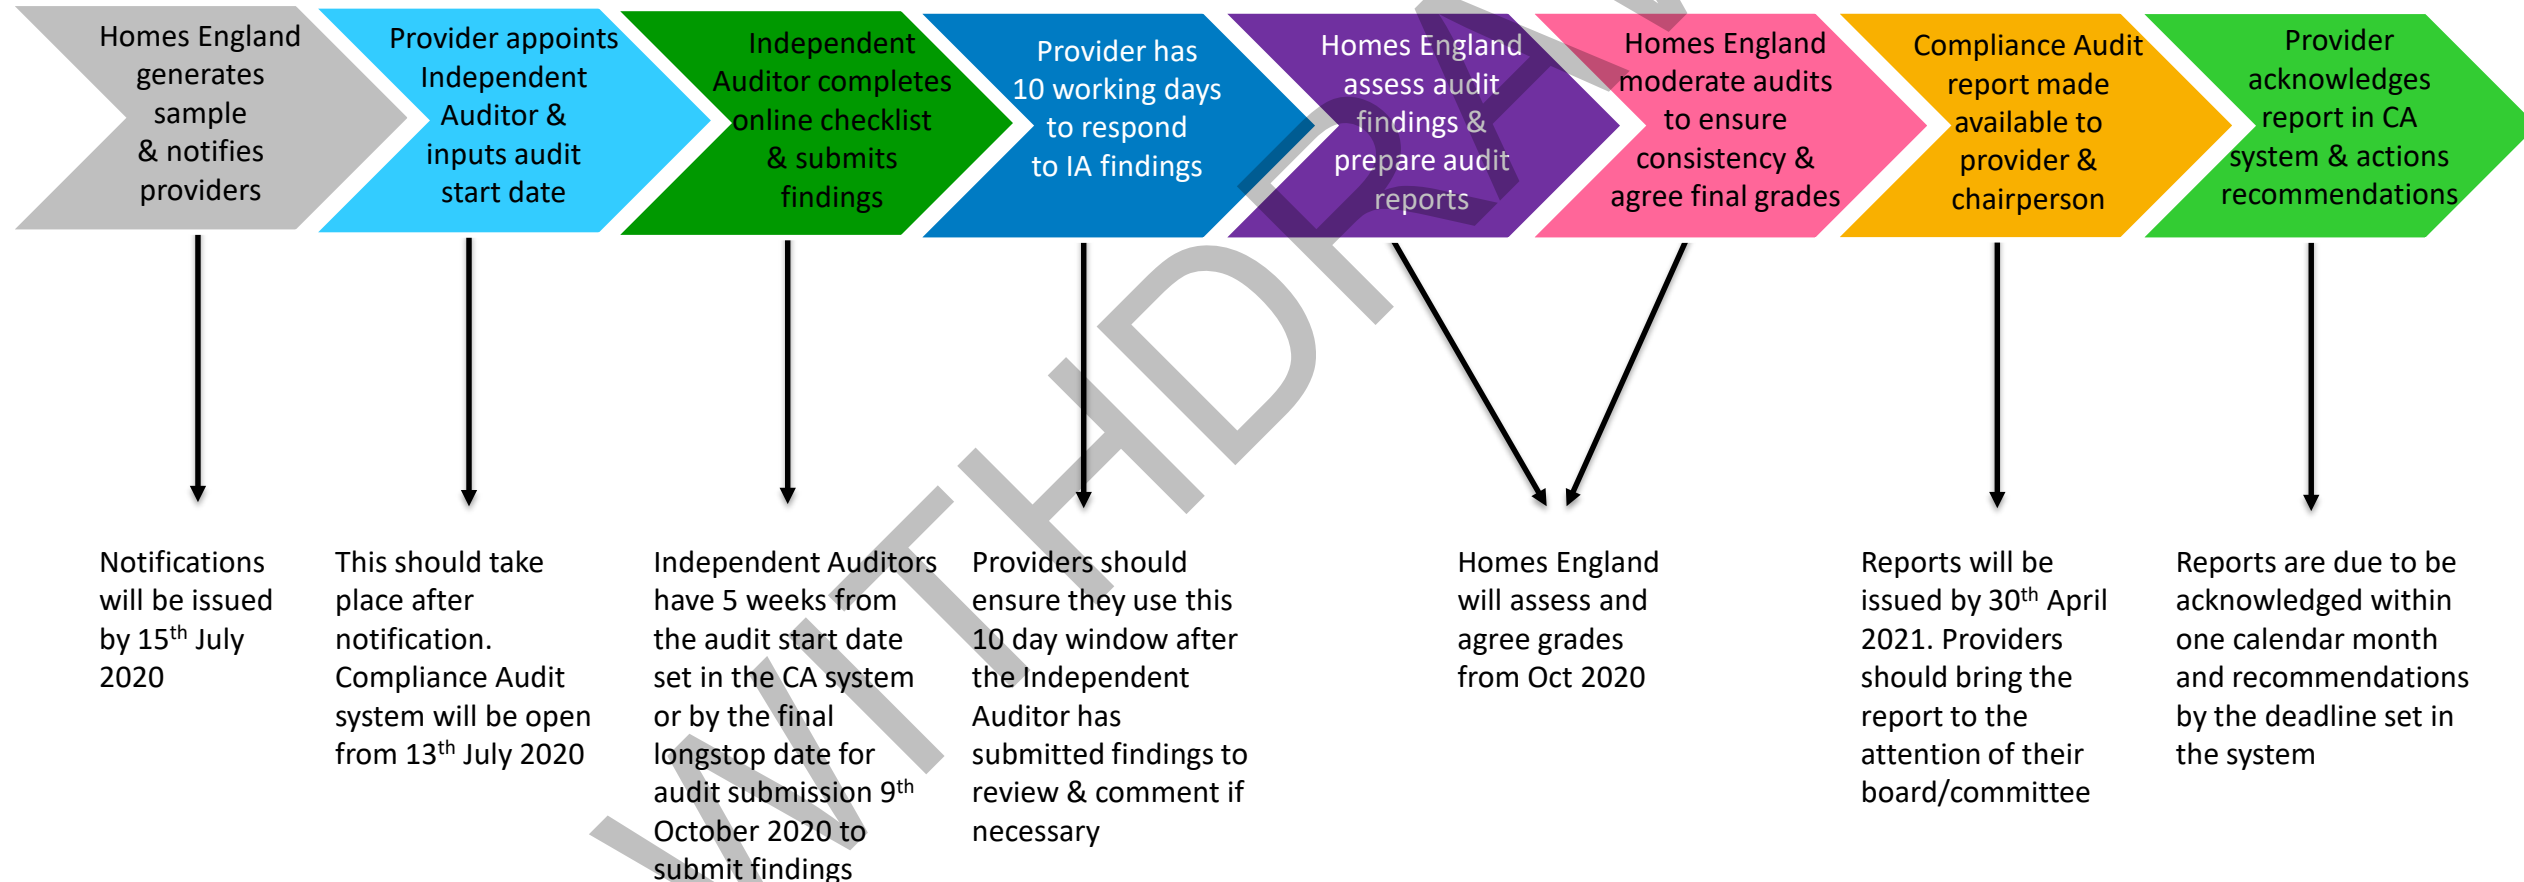 Homes England
generates
sample
& notifies
providers
Provider appoints
Independent
Auditor &
inputs audit
start date
Independent
Auditor completes
online checklist
& submits
findings
Provider has
10 working days
to respond
to IA findings
Homes England
assess audit
findings &
prepare audit
reports
Homes England
moderate audits
to ensure
consistency &
agree final grades
Compliance Audit
report made
available to
provider &
chairperson
Provider
acknowledges
report in CA
system & actions
recommendations
Notifications
will be issued
by 15th July
2020
This should take
place after
notification.
Compliance Audit
system will be open
from 13th July 2020
Independent Auditors
have 5 weeks from
the audit start date
set in the CA system
or by the final
longstop date for
audit submission 9th
October 2020 to
submit findings
Providers should
ensure they use this
10 day window after
the Independent
Auditor has
submitted findings to
review & comment if
necessary
Homes England
will assess and
agree grades
from Oct 2020
Reports will be
issued by 30th April
2021. Providers
should bring the
report to the
attention of their
board/committee
Reports are due to be
acknowledged within
one calendar month
and recommendations
by the deadline set in
the system
WITHDRAW